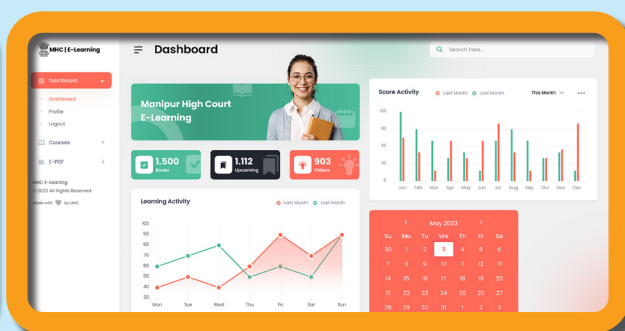 MHC | E-Learning
Dashboard
Search here..
Dashboard
Dashboard
Profile
Logout
Courses
E-PDF
MHC E-Learning
© 2023 All Rights Reserved
Made with by MHC
Manipur High Court
E-Learning
1.500
Books
1.112
Upcoming
903
Videos
Learning Activity
Last Month
Last Month
100
90
80
70
60
50
40
30
Mon Tue Wed Thu Fri Sat Sun
Score Activity
Last Month
Last Month
This Month
100
90
60
30
0
Jan Feb Mar Apr May Jun Jul Aug Sep Oct Nov Dec
May 2023
Su Mo Tu We Th Fri Sa
30 1 2 3 4 5 6
7 8 9 10 11 12 13
14 15 16 17 18 19 20
21 22 23 24 25 26 27
28 29 30 31 1 2 3